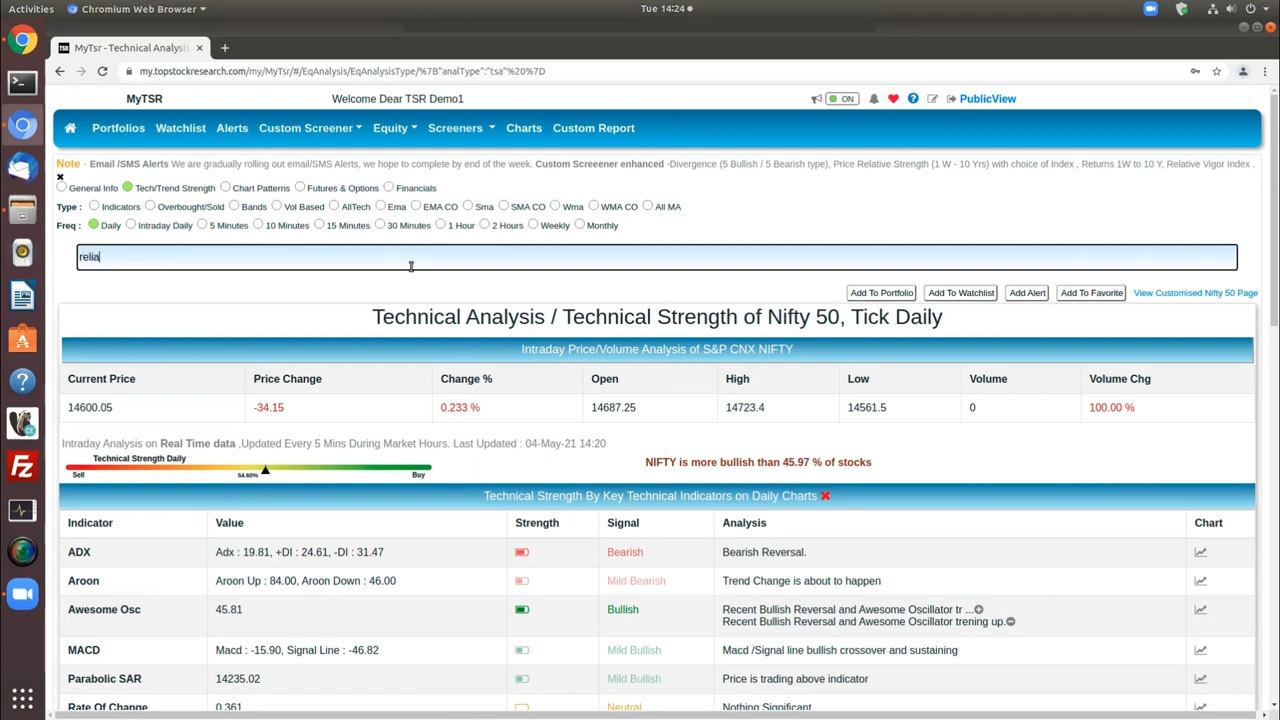 Activities Chromium Web Browser Tue 14:24
MyTsr - Technical Analysis
my.topstockresearch.com/my/MyTsr/#/EqAnalysis/EqAnalysisType/%7B"analType":"tsa"%20%7D
MyTSR Welcome Dear TSR Demo1 ON PublicView
Portfolios Watchlist Alerts Custom Screener Equity Screeners Charts Custom Report
Note - Email /SMS Alerts We are gradually rolling out email/SMS Alerts, we hope to complete by end of the week. Custom Screeener enhanced -Divergence (5 Bullish / 5 Bearish type), Price Relative Strength (1 W - 10 Yrs) with choice of Index , Returns 1W to 10 Y, Relative Vigor Index .
General Info Tech/Trend Strength Chart Patterns Futures & Options Financials
Type : Indicators Overbought/Sold Bands Vol Based AllTech Ema EMA CO Sma SMA CO Wma WMA CO All MA
Freq : Daily Intraday Daily 5 Minutes 10 Minutes 15 Minutes 30 Minutes 1 Hour 2 Hours Weekly Monthly
relia
Add To Portfolio Add To Watchlist Add Alert Add To Favorite View Customised Nifty 50 Page
Technical Analysis / Technical Strength of Nifty 50, Tick Daily
Intraday Price/Volume Analysis of S&P CNX NIFTY
Current Price Price Change Change % Open High Low Volume Volume Chg
14600.05 -34.15 0.233 % 14687.25 14723.4 14561.5 0 100.00 %
Intraday Analysis on Real Time data ,Updated Every 5 Mins During Market Hours. Last Updated : 04-May-21 14:20
Technical Strength Daily
NIFTY is more bullish than 45.97 % of stocks
Sell 54.60% Buy
Technical Strength By Key Technical Indicators on Daily Charts
Indicator Value Strength Signal Analysis Chart
ADX Adx : 19.81, +DI : 24.61, -DI : 31.47 Bearish Bearish Reversal.
Aroon Aroon Up : 84.00, Aroon Down : 46.00 Mild Bearish Trend Change is about to happen
Awesome Osc 45.81 Bullish Recent Bullish Reversal and Awesome Oscillator tr ...
Recent Bullish Reversal and Awesome Oscillator trening up.
MACD Macd : -15.90, Signal Line : -46.82 Mild Bullish Macd /Signal line bullish crossover and sustaining
Parabolic SAR 14235.02 Mild Bullish Price is trading above indicator
Rate Of Change 0.361 Neutral Nothing Significant